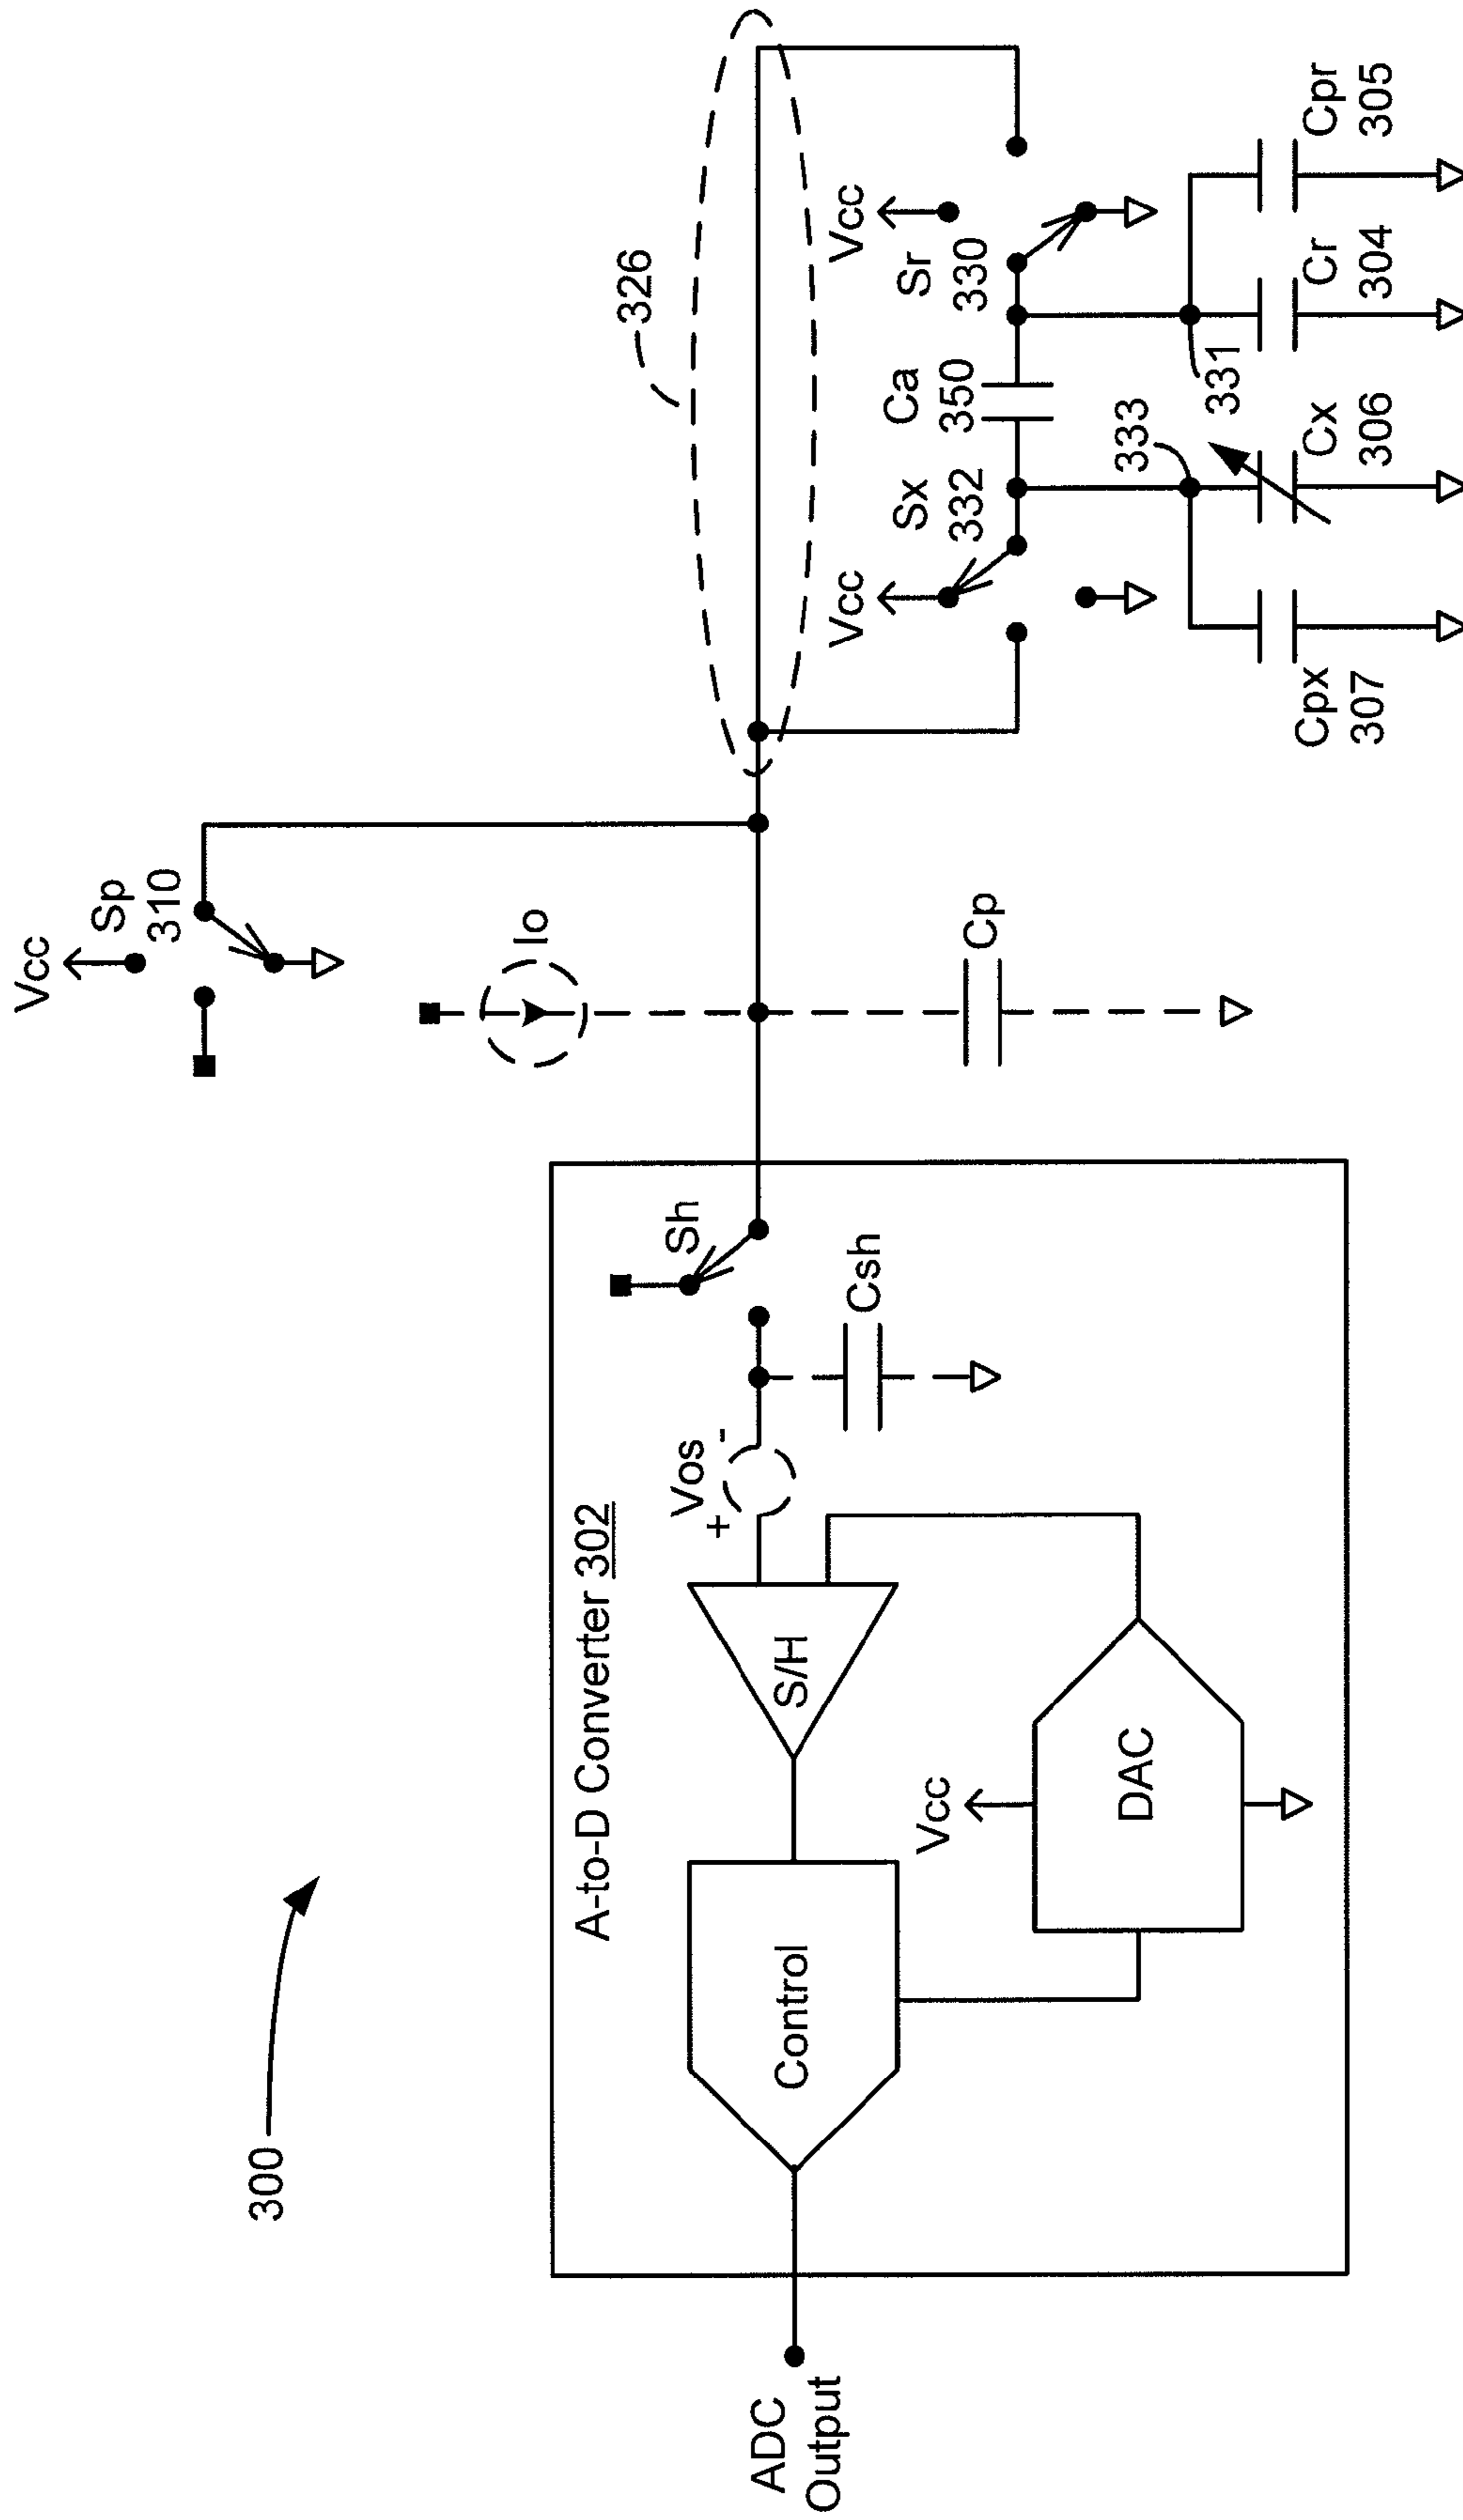 300
Vcc
Sp
310
A-to-D Converter 302
Io
326
Sh
Vos
+
-
Csh
S/H
Control
Vcc
DAC
ADC
Output
Cp
Vcc
Sx
332
Ca
350
Vcc
Sr
330
333
331
Cpx
307
Cx
306
Cr
304
Cpr
305